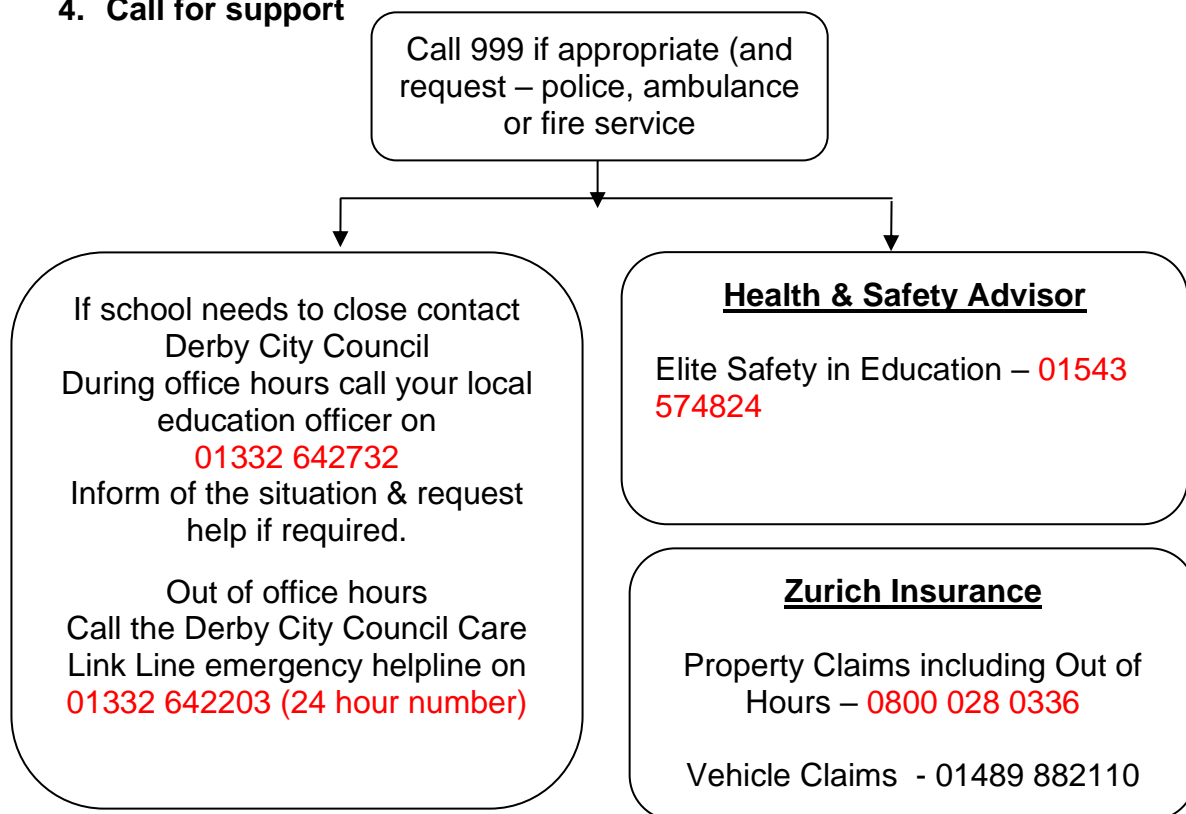 4. Call for support
Call 999 if appropriate (and
request – police, ambulance
or fire service
If school needs to close contact
Derby City Council
During office hours call your local
education officer on
01332 642732
Inform of the situation & request
help if required.
Out of office hours
Call the Derby City Council Care
Link Line emergency helpline on
01332 642203 (24 hour number)
Health & Safety Advisor
Elite Safety in Education – 01543
574824
Zurich Insurance
Property Claims including Out of
Hours – 0800 028 0336
Vehicle Claims - 01489 882110